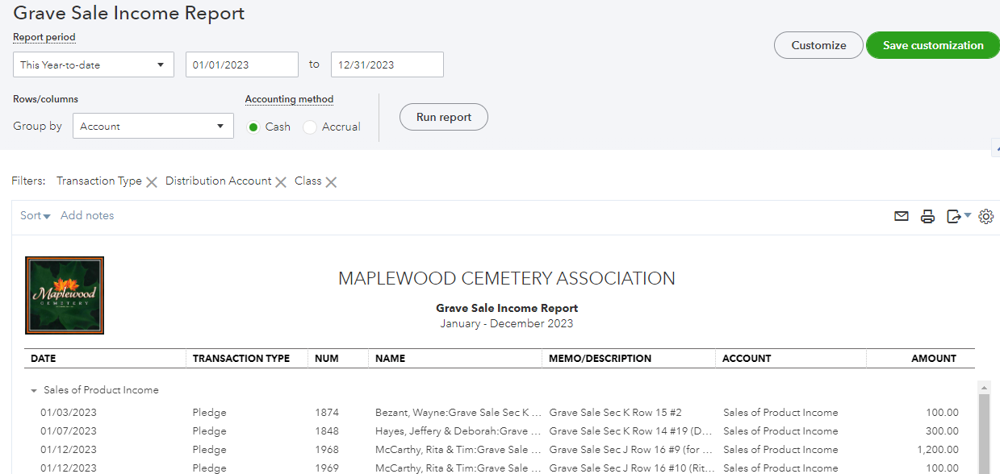 Grave Sale Income Report
Report period
This Year-to-date 01/01/2023 to 12/31/2023
Customize Save customization
Rows/columns Accounting method
Group by Account Cash Accrual Run report
Filters: Transaction Type Distribution Account Class
Sort Add notes
Maplewood
CEMETERY
MAPLEWOOD CEMETERY ASSOCIATION
Grave Sale Income Report
January - December 2023
DATE TRANSACTION TYPE NUM NAME MEMO/DESCRIPTION ACCOUNT AMOUNT
Sales of Product Income
01/03/2023 Pledge 1874 Bezant, Wayne:Grave Sale Sec K ... Grave Sale Sec K Row 15 #2 Sales of Product Income 100.00
01/07/2023 Pledge 1848 Hayes, Jeffery & Deborah:Grave ... Grave Sale Sec K Row 14 #19 (D... Sales of Product Income 300.00
01/12/2023 Pledge 1968 McCarthy, Rita & Tim:Grave Sale ... Grave Sale Sec J Row 16 #9 (for ... Sales of Product Income 1,200.00
01/12/2023 Pledge 1969 McCarthy, Rita & Tim:Grave Sale ... Grave Sale Sec J Row 16 #10 (Rit... Sales of Product Income 100.00